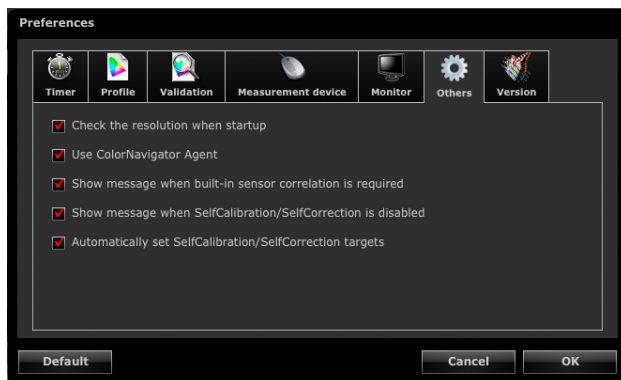 Preferences
Timer
Profile
Validation
Measurement device
Monitor
Others
Version
Check the resolution when startup
Use ColorNavigator Agent
Show message when built-in sensor correlation is required
Show message when SelfCalibration/SelfCorrection is disabled
Automatically set SelfCalibration/SelfCorrection targets
Default
Cancel
OK